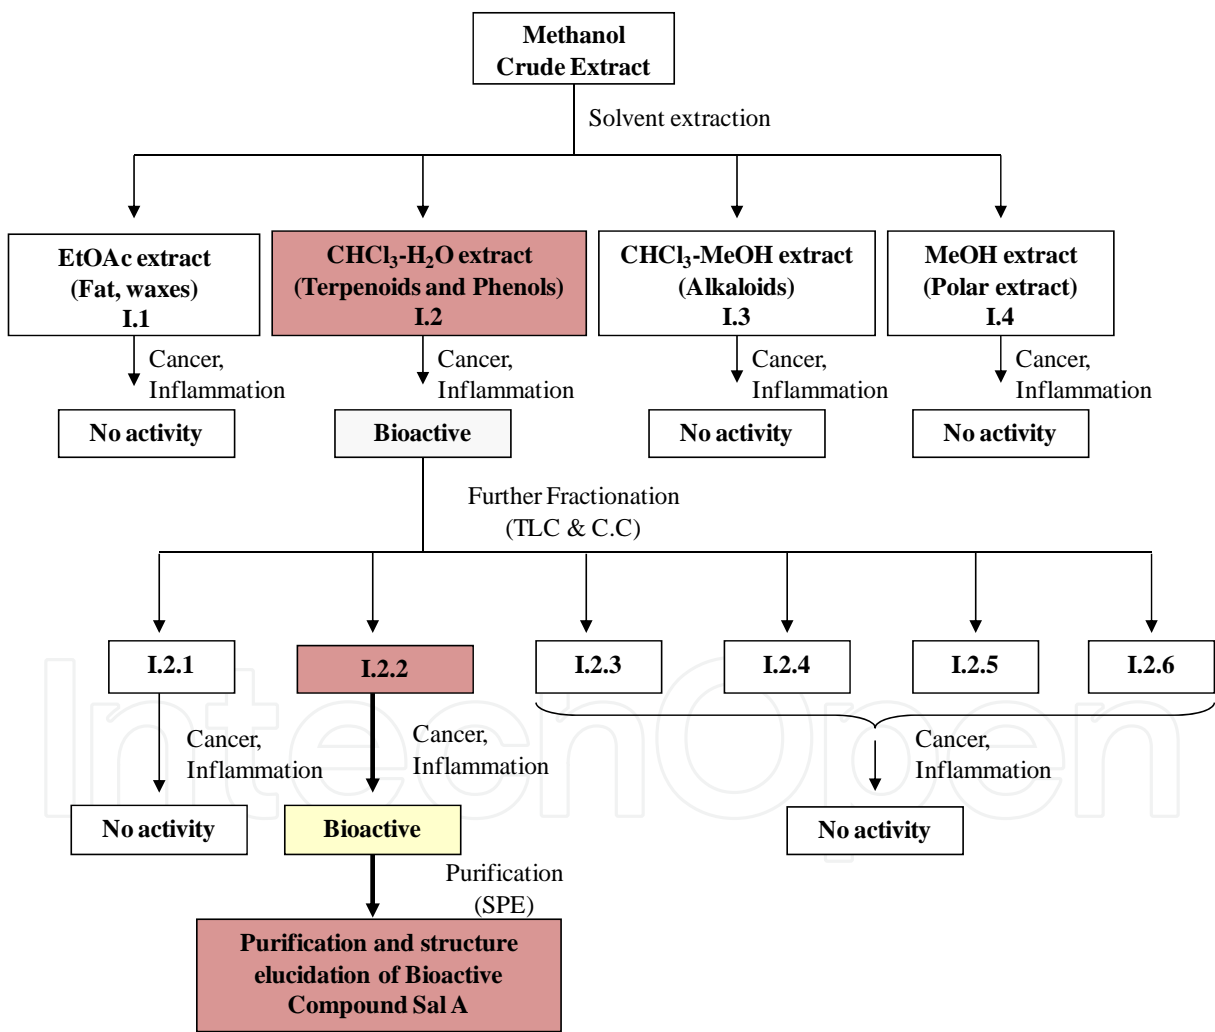 Methanol
Crude Extract
Solvent extraction
EtOAc extract
(Fat, waxes)
I.1
CHCl₃-H₂O extract
(Terpenoids and Phenols)
I.2
CHCl₃-MeOH extract
(Alkaloids)
I.3
MeOH extract
(Polar extract)
I.4
Cancer,
Inflammation
Cancer,
Inflammation
Cancer,
Inflammation
Cancer,
Inflammation
No activity
Bioactive
No activity
No activity
Further Fractionation
(TLC & C.C)
I.2.1
I.2.2
I.2.3
I.2.4
I.2.5
I.2.6
Cancer,
Inflammation
Cancer,
Inflammation
Cancer,
Inflammation
No activity
Bioactive
No activity
Purification
(SPE)
Purification and structure
elucidation of Bioactive
Compound Sal A
IntechOpen